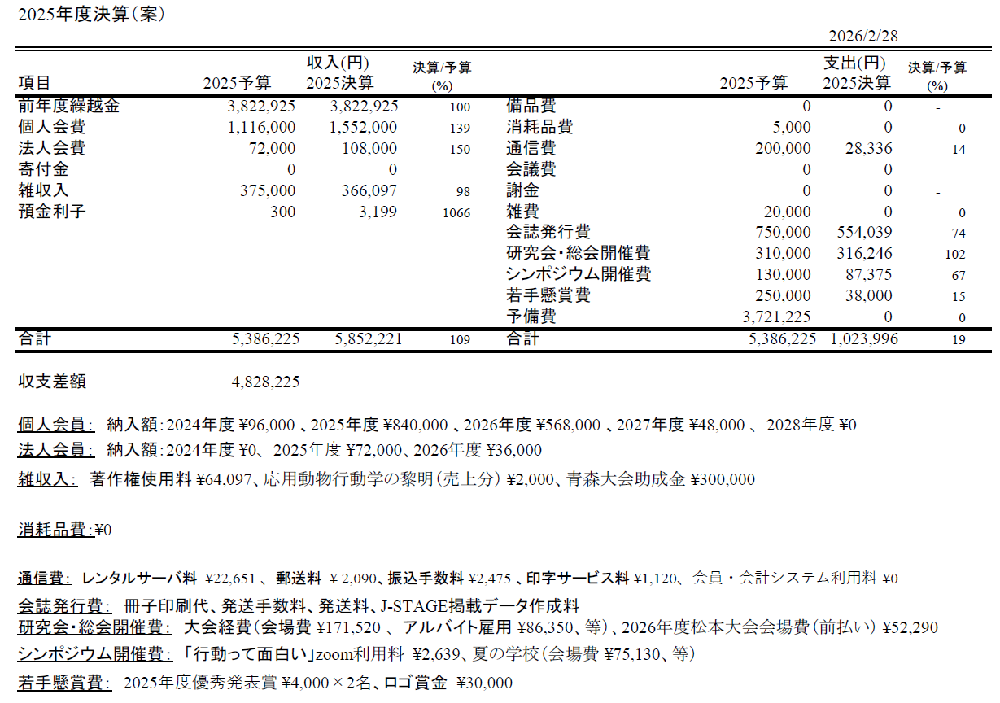 2025年度決算（案）
2026/2/28
収入(円) 決算/予算 支出(円) 決算/予算
項目 2025予算 2025決算 (%) 2025予算 2025決算 (%)
前年度繰越金 3,822,925 3,822,925 100 備品費 0 0 -
個人会費 1,116,000 1,552,000 139 消耗品費 5,000 0 0
法人会費 72,000 108,000 150 通信費 200,000 28,336 14
寄付金 0 0 - 会議費 0 0 -
雑収入 375,000 366,097 98 謝金 0 0 -
預金利子 300 3,199 1066 雑費 20,000 0 0
会誌発行費 750,000 554,039 74
研究会・総会開催費 310,000 316,246 102
シンポジウム開催費 130,000 87,375 67
若手懸賞費 250,000 38,000 15
予備費 3,721,225 0 0
合計 5,386,225 5,852,221 109 合計 5,386,225 1,023,996 19
収支差額 4,828,225
個人会員： 納入額：2024年度 ¥96,000 、2025年度 ¥840,000 、2026年度 ¥568,000 、2027年度 ¥48,000 、 2028年度 ¥0
法人会員： 納入額：2024年度 ¥0、 2025年度 ¥72,000、2026年度 ¥36,000
雑収入： 著作権使用料 ¥64,097、応用動物行動学の黎明（売上分） ¥2,000、青森大会助成金 ¥300,000
消耗品費：¥0
通信費： レンタルサーバ料 ¥22,651 、 郵送料 ¥ 2,090、振込手数料 ¥2,475 、印字サービス料 ¥1,120、 会員・会計システム利用料 ¥0
会誌発行費： 冊子印刷代、発送手数料、発送料、J-STAGE掲載データ作成料
研究会・総会開催費： 大会経費（会場費 ¥171,520 、 アルバイト雇用 ¥86,350、等）、2026年度松本大会会場費（前払い） ¥52,290
シンポジウム開催費： 「行動って面白い」zoom利用料 ¥2,639、夏の学校（会場費 ¥75,130、等）
若手懸賞費： 2025年度優秀発表賞 ¥4,000×2名、ロゴ賞金 ¥30,000